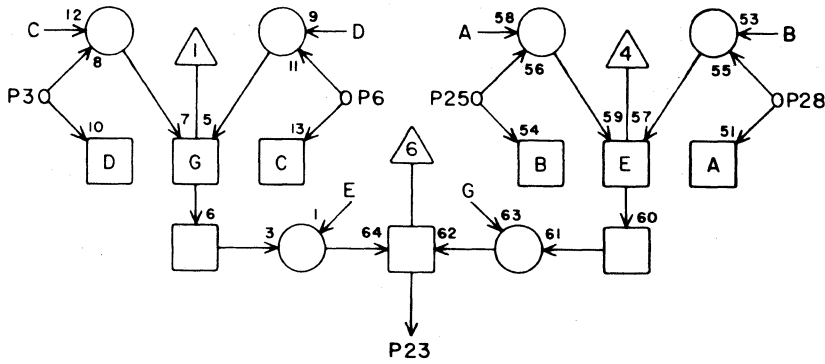 12 9 58 53
C 1 D A 4 B
8 11 56 55
P3 P6 P25 P28
10 7 5 13 54 59 57 51
D G C 6 B E A
6 E G 60
3 1 64 62 63 61
P23